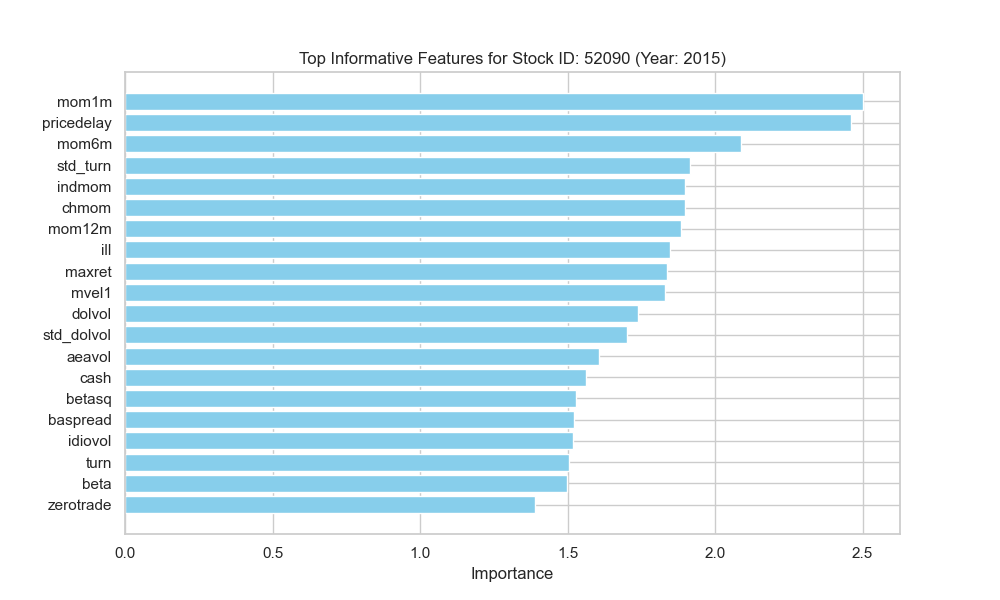 Top Informative Features for Stock ID: 52090 (Year: 2015)
mom1m
pricedelay
mom6m
std_turn
indmom
chmom
mom12m
ill
maxret
mvel1
dolvol
std_dolvol
aeavol
cash
betasq
baspread
idiovol
turn
beta
zerotrade
0.0 0.5 1.0 1.5 2.0 2.5
Importance